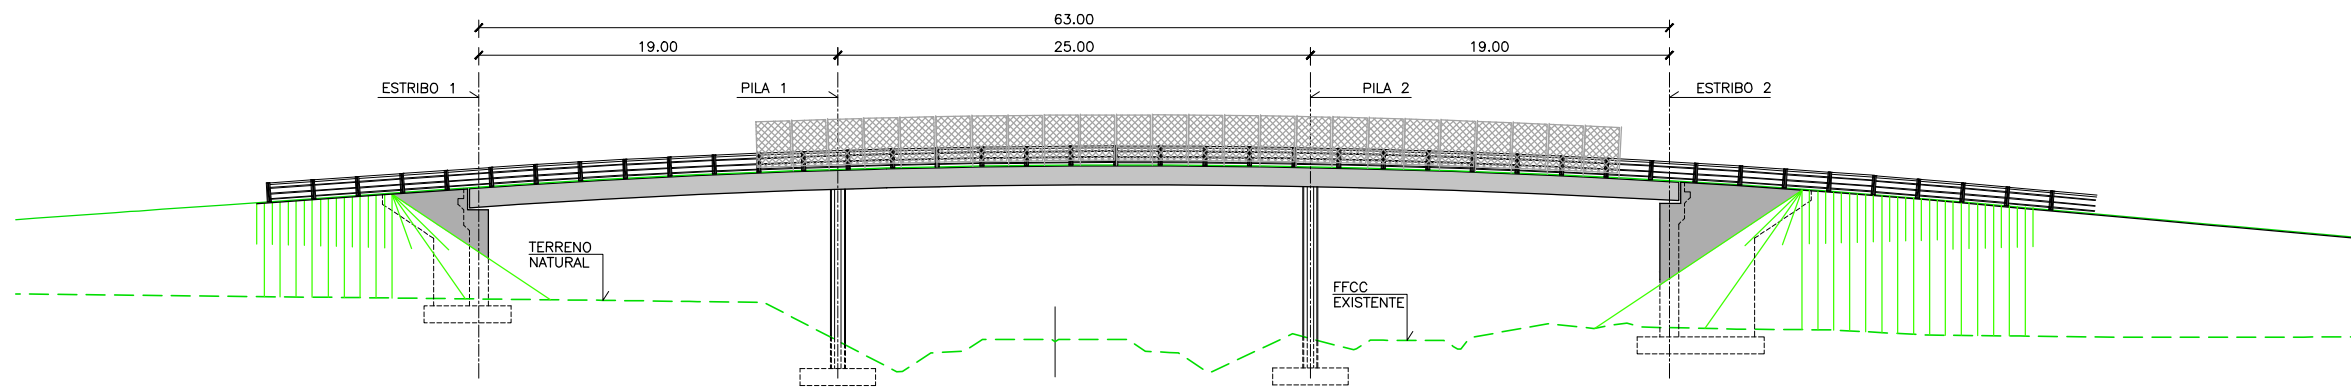 63.00
19.00
25.00
19.00
ESTRIBO 1
PILA 1
PILA 2
ESTRIBO 2
TERRENO
NATURAL
FFCC
EXISTENTE